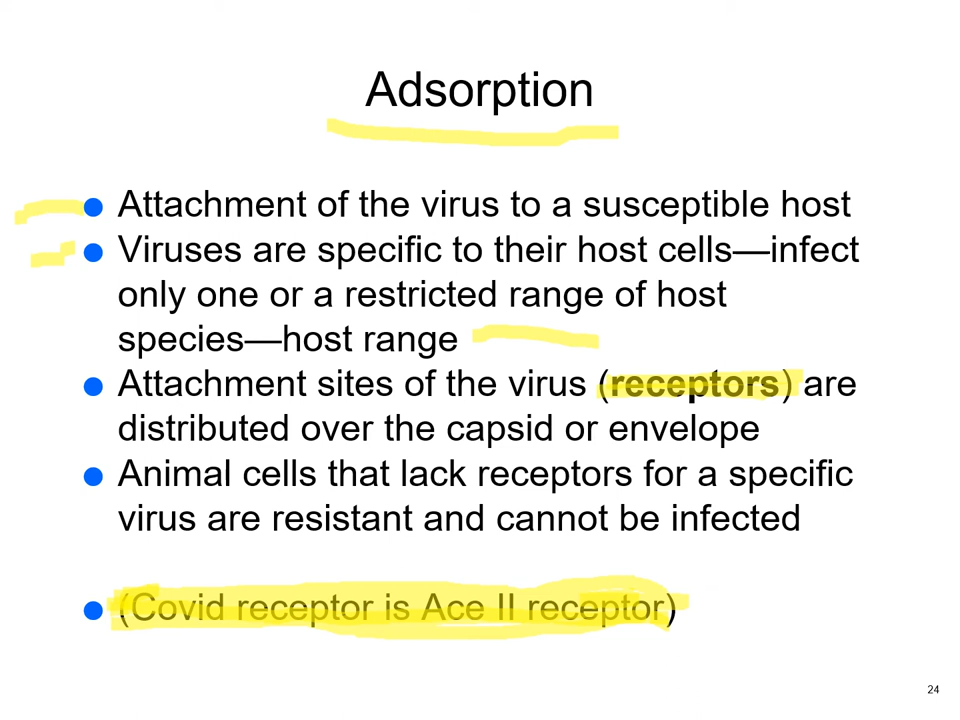 Adsorption
Attachment of the virus to a susceptible host
Viruses are specific to their host cells—infect
only one or a restricted range of host
species—host range
Attachment sites of the virus (receptors) are
distributed over the capsid or envelope
Animal cells that lack receptors for a specific
virus are resistant and cannot be infected
(Covid receptor is Ace II receptor)
24